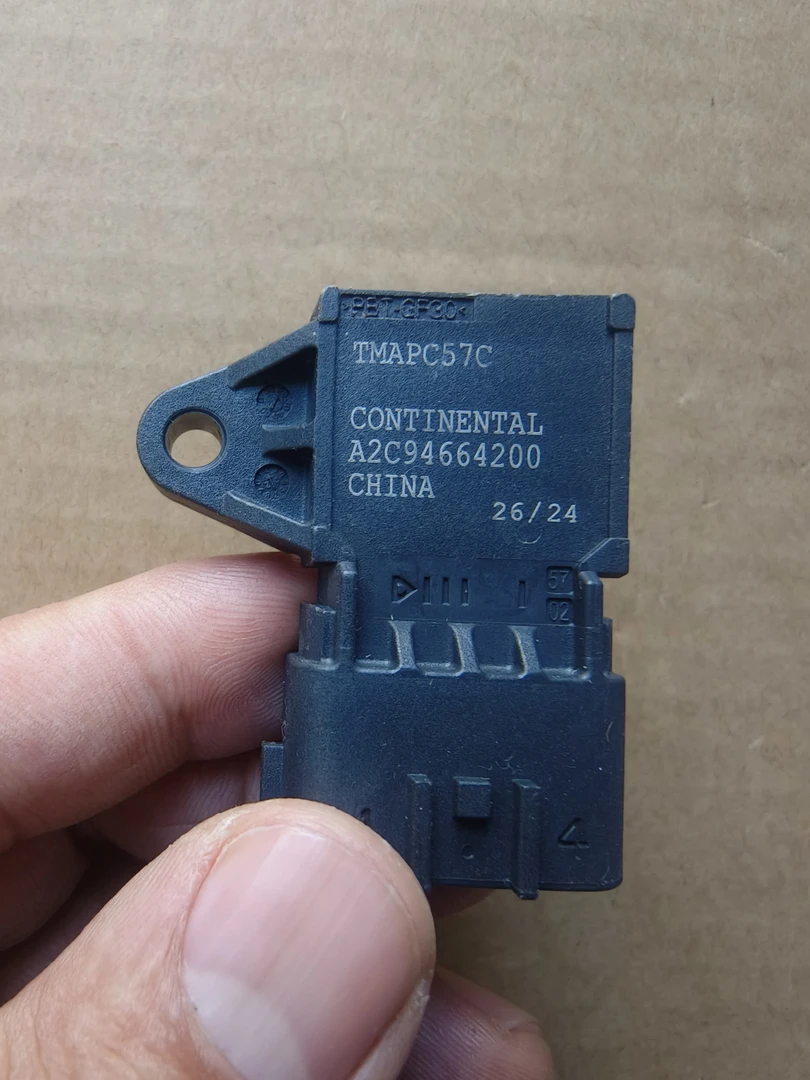 >PBT-GF30<
TMAPC57C
CONTINENTAL
A2C94664200
CHINA
26/24
57
02
1
4